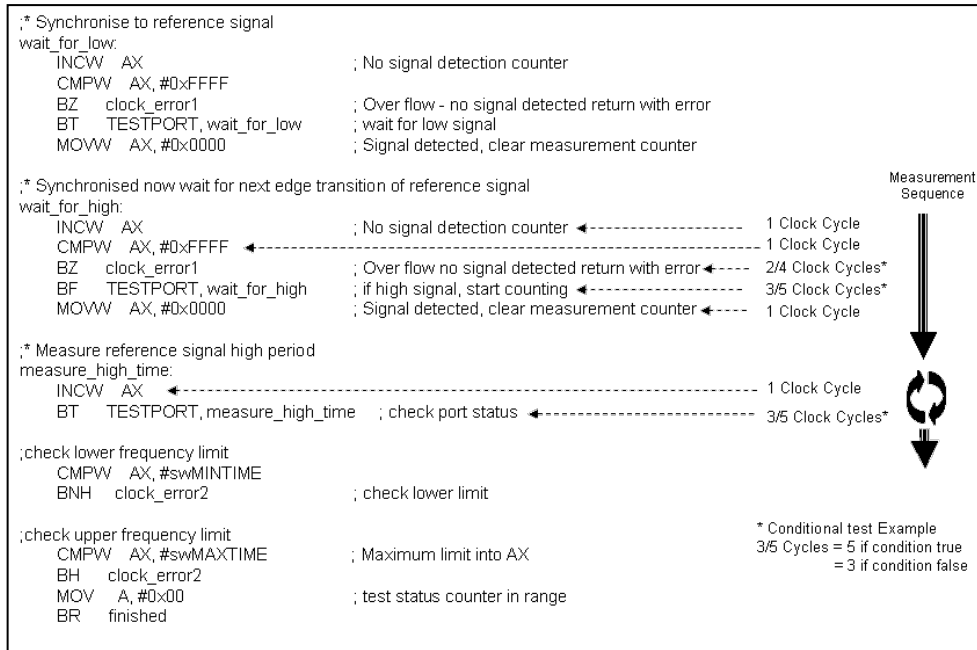 ;* Synchronise to reference signal
wait_for_low:
INCW AX ; No signal detection counter
CMPW AX, #0xFFFF
BZ clock_error1 ; Over flow - no signal detected return with error
BT TESTPORT, wait_for_low ; wait for low signal
MOVW AX, #0x0000 ; Signal detected, clear measurement counter
;* Synchronised now wait for next edge transition of reference signal
Measurement
Sequence
wait_for_high:
INCW AX ; No signal detection counter 1 Clock Cycle
CMPW AX, #0xFFFF 1 Clock Cycle
BZ clock_error1 ; Over flow no signal detected return with error 2/4 Clock Cycles*
BF TESTPORT, wait_for_high ; if high signal, start counting 3/5 Clock Cycles*
MOVW AX, #0x0000 ; Signal detected, clear measurement counter 1 Clock Cycle
;* Measure reference signal high period
measure_high_time:
INCW AX 1 Clock Cycle
BT TESTPORT, measure_high_time ; check port status 3/5 Clock Cycles*
;check lower frequency limit
CMPW AX, #swMINTIME
BNH clock_error2 ; check lower limit
;check upper frequency limit
CMPW AX, #swMAXTIME ; Maximum limit into AX
BH clock_error2
MOV A, #0x00 ; test status counter in range
BR finished
* Conditional test Example
3/5 Cycles = 5 if condition true
= 3 if condition false